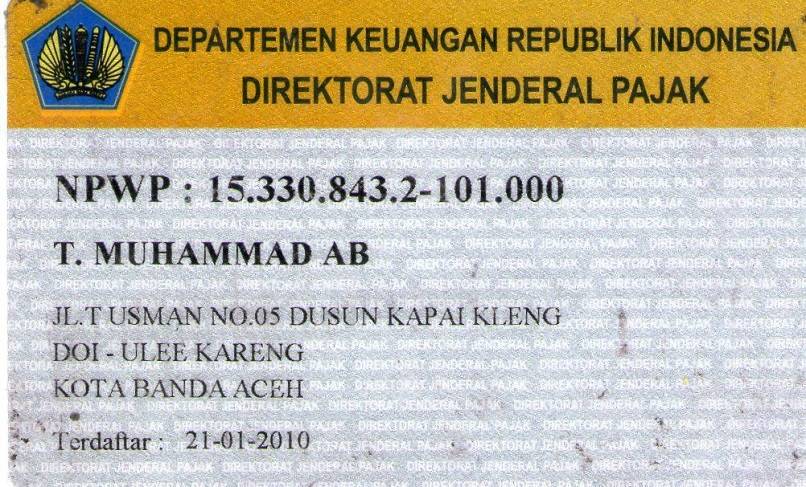 DEPARTEMEN KEUANGAN REPUBLIK INDONESIA
DIREKTORAT JENDERAL PAJAK
NPWP : 15.330.843.2-101.000
T. MUHAMMAD AB
JL.T USMAN NO.05 DUSUN KAPAI KLENG
DOI - ULEE KARENG
KOTA BANDA ACEH
Terdaftar : 21-01-2010